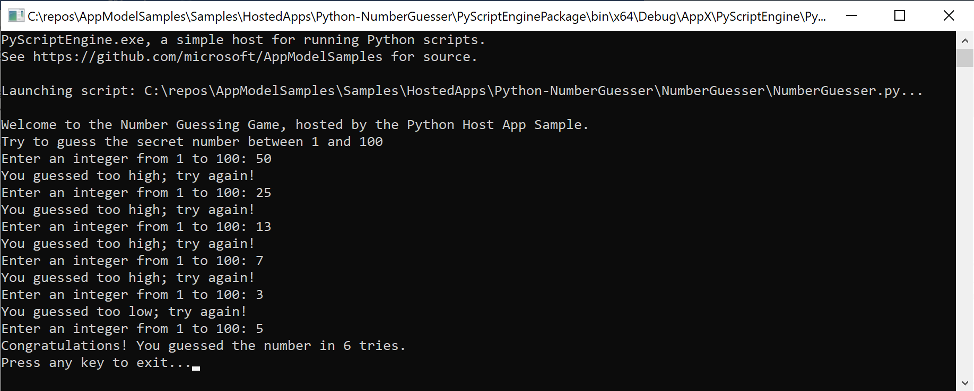 C:\repos\AppModelSamples\Samples\HostedApps\Python-NumberGuesser\PyScriptEnginePackage\bin\x64\Debug\AppX\PyScriptEngine\Py...
PyScriptEngine.exe, a simple host for running Python scripts.
See https://github.com/microsoft/AppModelSamples for source.
Launching script: C:\repos\AppModelSamples\Samples\HostedApps\Python-NumberGuesser\NumberGuesser\NumberGuesser.py...
Welcome to the Number Guessing Game, hosted by the Python Host App Sample.
Try to guess the secret number between 1 and 100
Enter an integer from 1 to 100: 50
You guessed too high; try again!
Enter an integer from 1 to 100: 25
You guessed too high; try again!
Enter an integer from 1 to 100: 13
You guessed too high; try again!
Enter an integer from 1 to 100: 7
You guessed too high; try again!
Enter an integer from 1 to 100: 3
You guessed too low; try again!
Enter an integer from 1 to 100: 5
Congratulations! You guessed the number in 6 tries.
Press any key to exit...